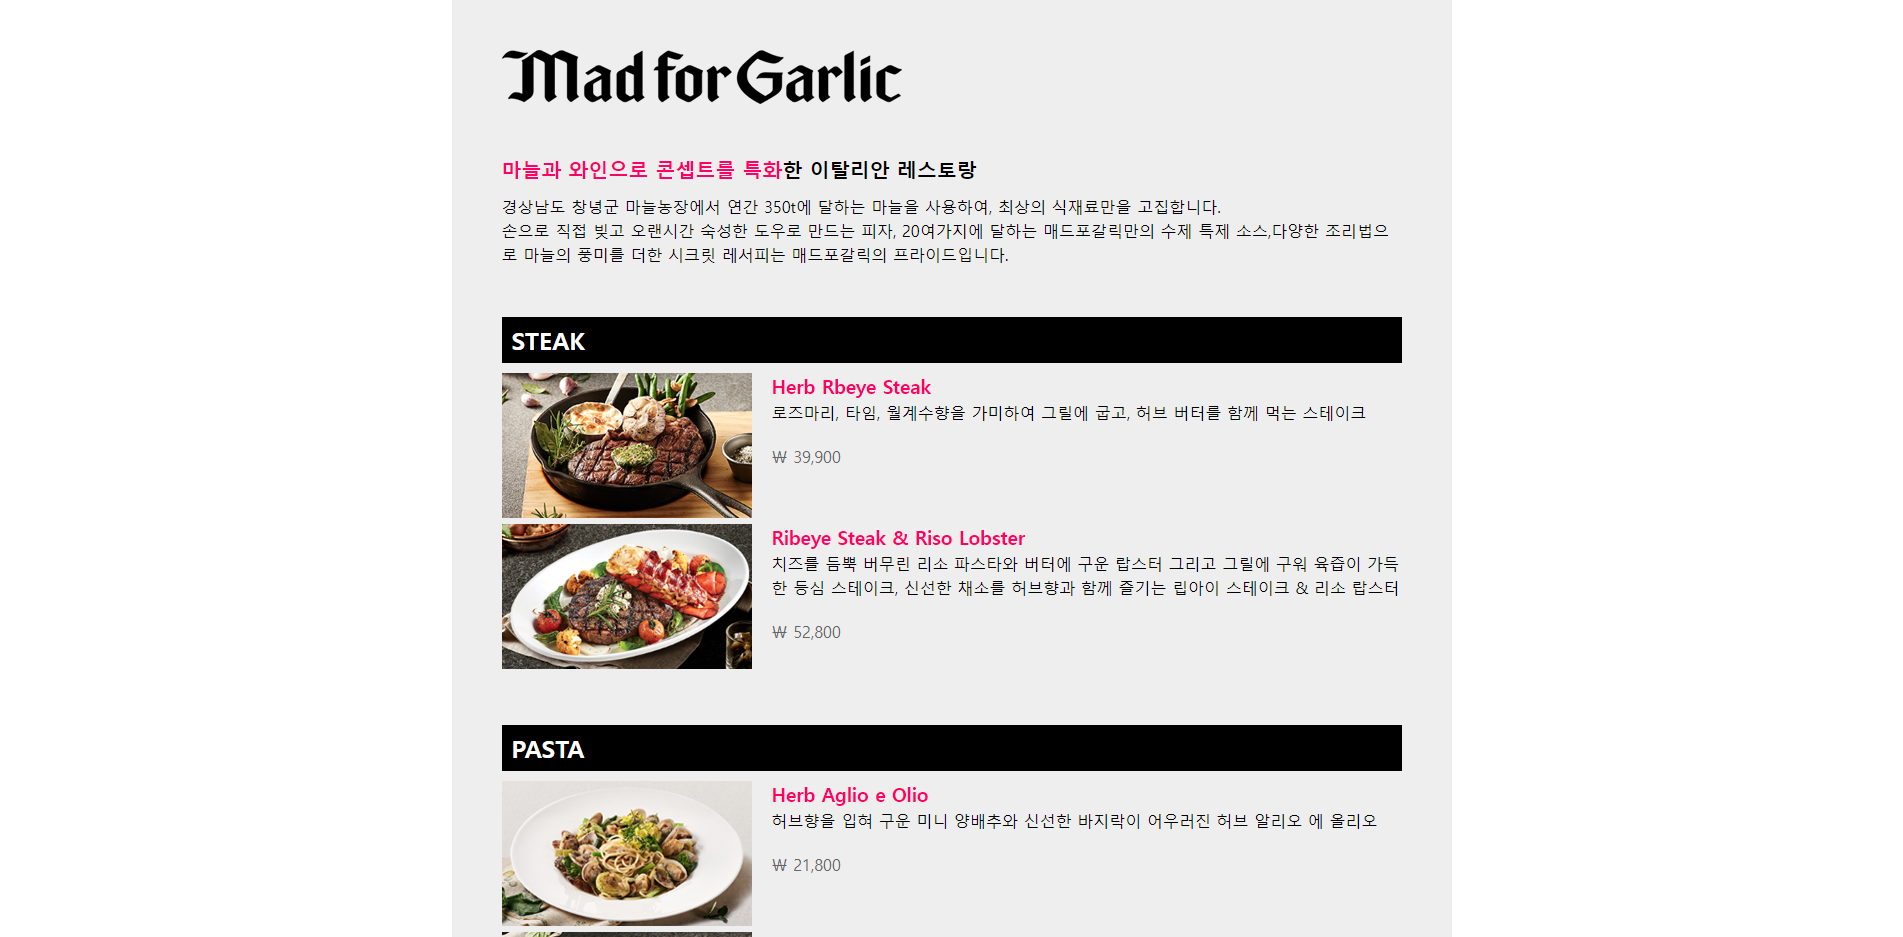 Mad for Garlic
마늘과 와인으로 콘셉트를 특화한 이탈리안 레스토랑
경상남도 창녕군 마늘농장에서 연간 350t에 달하는 마늘을 사용하여, 최상의 식재료만을 고집합니다.
손으로 직접 빚고 오랜시간 숙성한 도우로 만드는 피자, 20여가지에 달하는 매드포갈릭만의 수제 특제 소스,다양한 조리법으
로 마늘의 풍미를 더한 시크릿 레서피는 매드포갈릭의 프라이드입니다.
STEAK
Herb Rbeye Steak
로즈마리, 타임, 월계수향을 가미하여 그릴에 굽고, 허브 버터를 함께 먹는 스테이크
₩ 39,900
Ribeye Steak & Riso Lobster
치즈를 듬뿍 버무린 리소 파스타와 버터에 구운 랍스터 그리고 그릴에 구워 육즙이 가득
한 등심 스테이크, 신선한 채소를 허브향과 함께 즐기는 립아이 스테이크 & 리소 랍스터
₩ 52,800
PASTA
Herb Aglio e Olio
허브향을 입혀 구운 미니 양배추와 신선한 바지락이 어우러진 허브 알리오 에 올리오
₩ 21,800